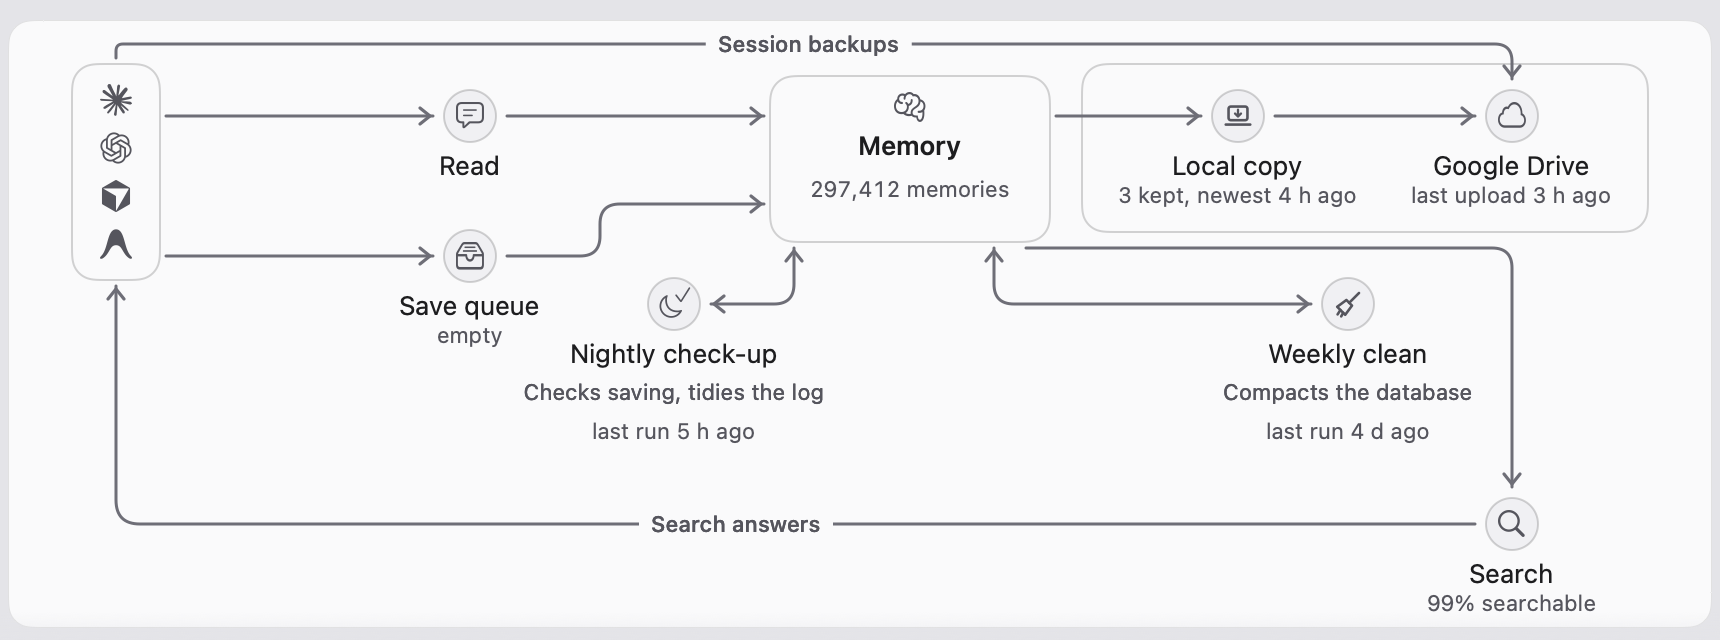 Session backups
Read
Memory
297,412 memories
Local copy
3 kept, newest 4 h ago
Google Drive
last upload 3 h ago
Save queue
empty
Nightly check-up
Checks saving, tidies the log
last run 5 h ago
Weekly clean
Compacts the database
last run 4 d ago
Search answers
Search
99% searchable